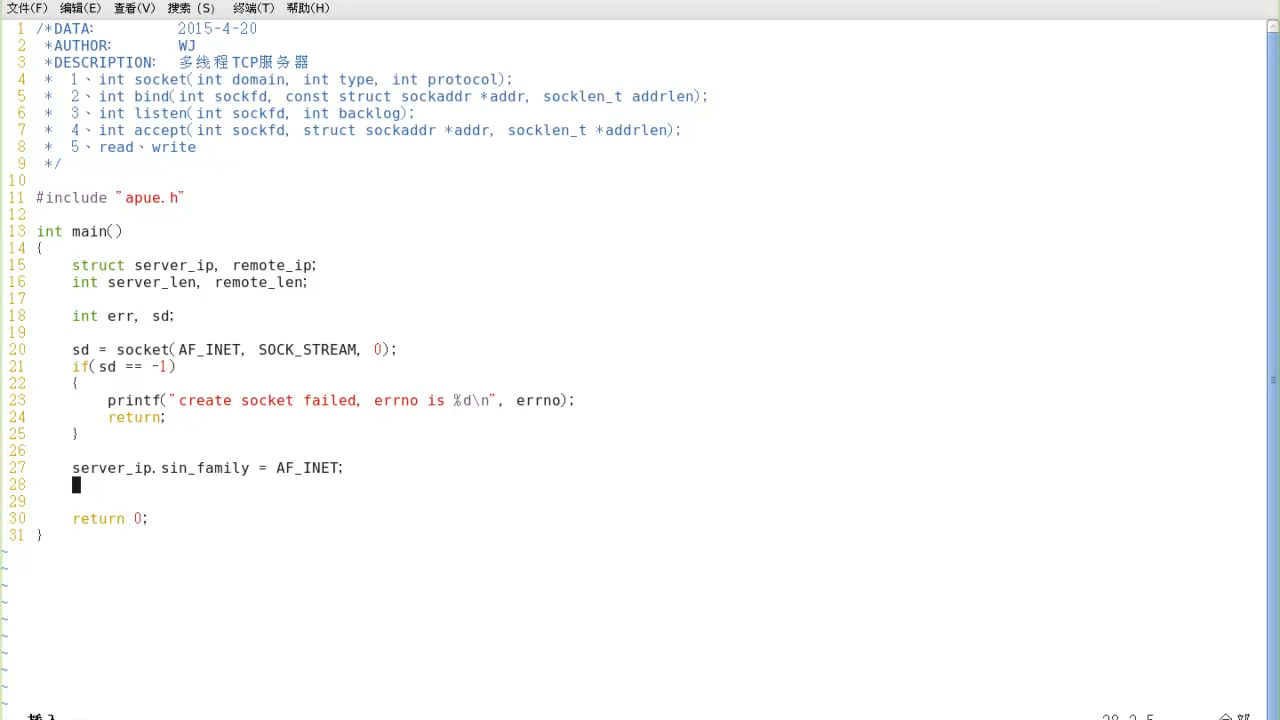 文件(F) 编辑(E) 查看(V) 搜索 (S) 终端(T) 帮助(H)
1 /*DATA: 2015-4-20
2 *AUTHOR: WJ
3 *DESCRIPTION: 多线程TCP服务器
4 * 1、int socket(int domain, int type, int protocol);
5 * 2、int bind(int sockfd, const struct sockaddr *addr, socklen_t addrlen);
6 * 3、int listen(int sockfd, int backlog);
7 * 4、int accept(int sockfd, struct sockaddr *addr, socklen_t *addrlen);
8 * 5、read、write
9 */
10
11 #include "apue.h"
12
13 int main()
14 {
15 struct server_ip, remote_ip;
16 int server_len, remote_len;
17
18 int err, sd;
19
20 sd = socket(AF_INET, SOCK_STREAM, 0);
21 if(sd == -1)
22 {
23 printf("create socket failed, errno is %d\n", errno);
24 return;
25 }
26
27 server_ip.sin_family = AF_INET;
28
29
30 return 0;
31 }
~
~
~
~
~
~
~
~
~
~